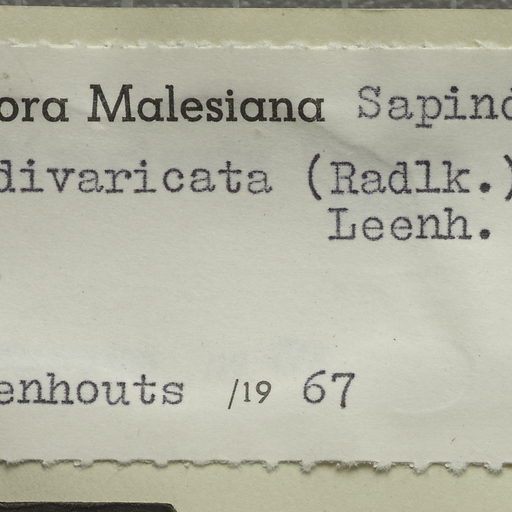 ora Malesiana Sapind
divaricata (Radlk.)
Leenh.
enhouts /19 67